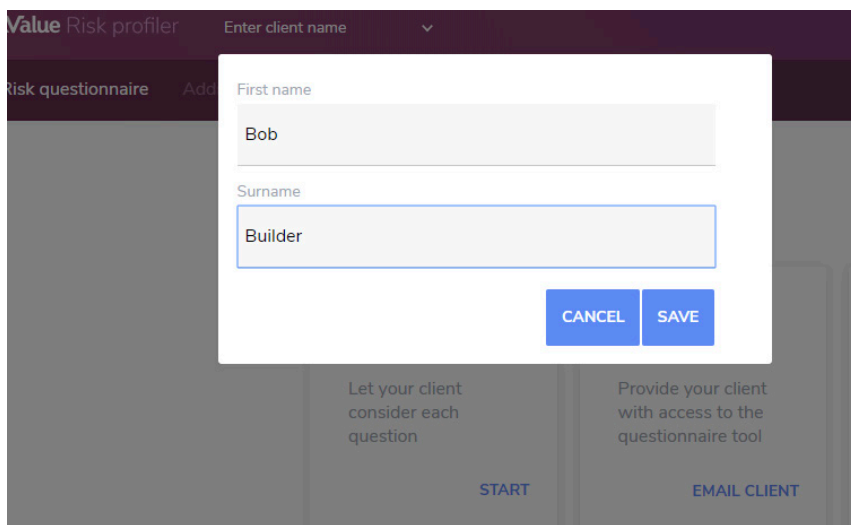 Value Risk profiler Enter client name
Risk questionnaire Add
First name
Bob
Surname
Builder
CANCEL SAVE
Let your client
consider each
question
START
Provide your client
with access to the
questionnaire tool
EMAIL CLIENT